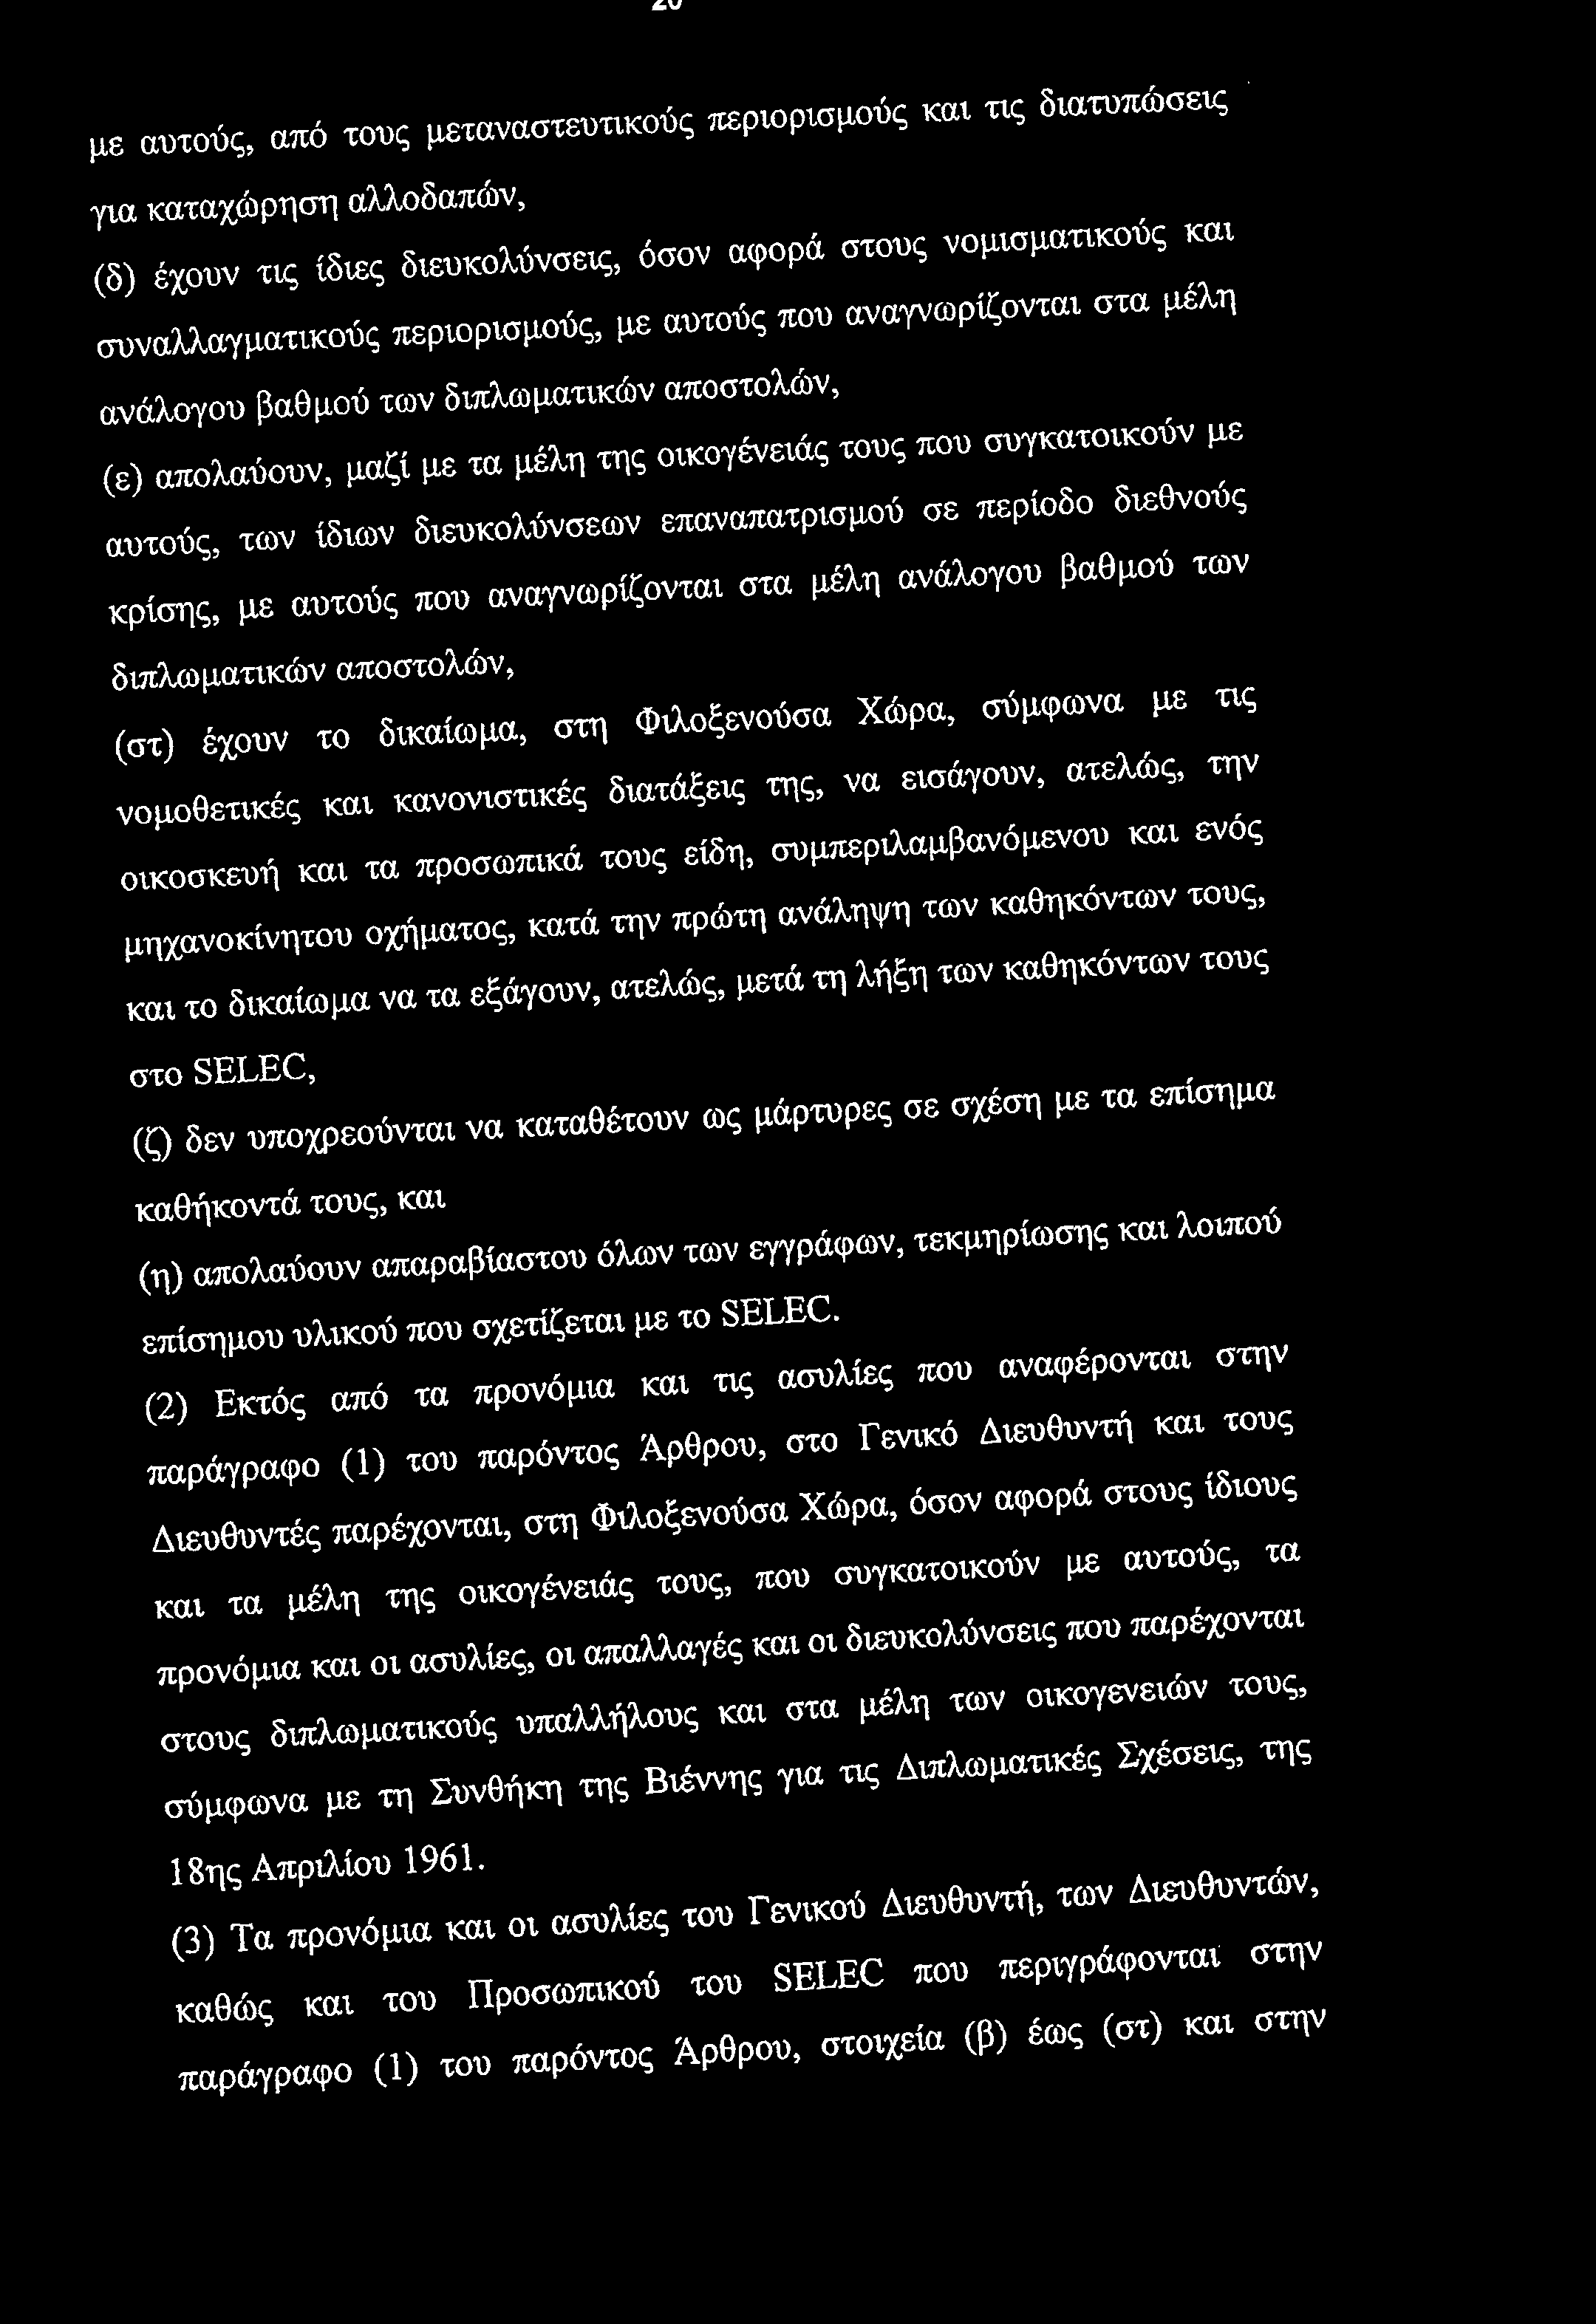 20
με αυτούς, από τους μεταναστευτικούς περιορισμούς και τις διατυπώσεις
για καταχώρηση αλλοδαπών,
(δ) έχουν τις ίδιες διευκολύνσεις, όσον αφορά στους νομισματικούς και
συναλλαγματικούς περιορισμούς, με αυτούς που αναγνωρίζονται στα μέλη
ανάλογου βαθμού των διπλωματικών αποστολών,
(ε) απολαύουν, μαζί με τα μέλη της οικογένειάς τους που συγκατοικούν με
αυτούς, των ίδιων διευκολύνσεων επαναπατρισμού σε περίοδο διεθνούς
κρίσης, με αυτούς που αναγνωρίζονται στα μέλη ανάλογου βαθμού των
διπλωματικών αποστολών,
(στ) έχουν το δικαίωμα, στη Φιλοξενούσα Χώρα, σύμφωνα με τις
νομοθετικές και κανονιστικές διατάξεις της, να εισάγουν, ατελώς, την
οικοσκευή και τα προσωπικά τους είδη, συμπεριλαμβανόμενου και ενός
μηχανοκίνητου οχήματος, κατά την πρώτη ανάληψη των καθηκόντων τους,
και το δικαίωμα να τα εξάγουν, ατελώς, μετά τη λήξη των καθηκόντων τους
στο SELEC,
(ζ) δεν υποχρεούνται να καταθέτουν ως μάρτυρες σε σχέση με τα επίσημα
καθήκοντά τους, και
(η) απολαύουν απαραβίαστου όλων των εγγράφων, τεκμηρίωσης και λοιπού
επίσημου υλικού που σχετίζεται με το SELEC.
(2) Εκτός από τα προνόμια και τις ασυλίες που αναφέρονται στην
παράγραφο (1) του παρόντος Άρθρου, στο Γενικό Διευθυντή και τους
Διευθυντές παρέχονται, στη Φιλοξενούσα Χώρα, όσον αφορά στους ίδιους
και τα μέλη της οικογένειάς τους, που συγκατοικούν με αυτούς, τα
προνόμια και οι ασυλίες, οι απαλλαγές και οι διευκολύνσεις που παρέχονται
στους διπλωματικούς υπαλλήλους και στα μέλη των οικογενειών τους,
σύμφωνα με τη Συνθήκη της Βιέννης για τις Διπλωματικές Σχέσεις, της
18ης Απριλίου 1961.
(3) Τα προνόμια και οι ασυλίες του Γενικού Διευθυντή, των Διευθυντών,
καθώς και του Προσωπικού του SELEC που περιγράφονται στην
παράγραφο (1) του παρόντος Άρθρου, στοιχεία (β) έως (στ) και στην